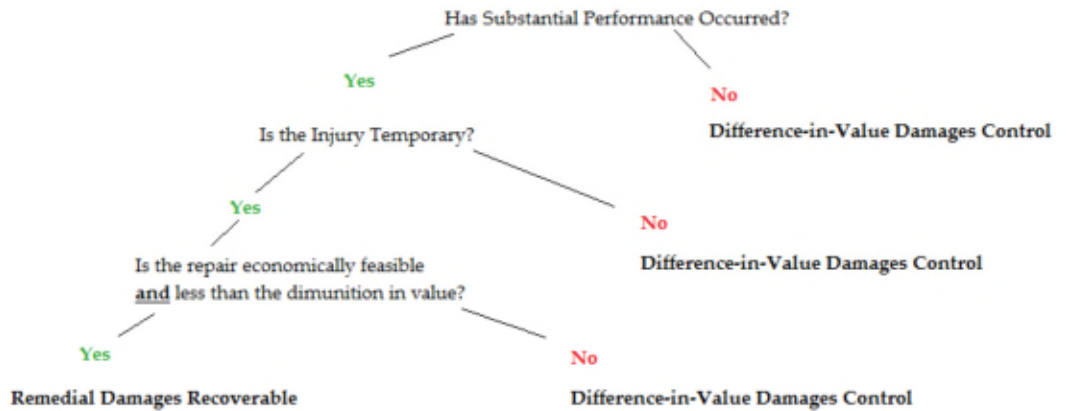 Has Substantial Performance Occurred?
Yes
No
Difference-in-Value Damages Control
Is the Injury Temporary?
Yes
No
Difference-in-Value Damages Control
Is the repair economically feasible
and less than the dimunition in value?
Yes
No
Remedial Damages Recoverable
Difference-in-Value Damages Control